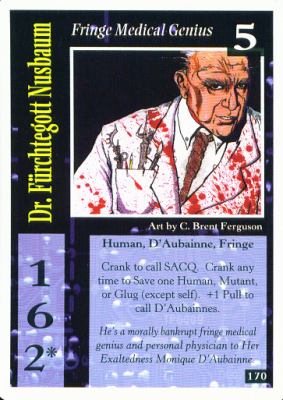 Fringe Medical Genius
5
Dr. Fürchtegott Nusbaum
Art by C. Brent Ferguson
1
6
2*
Human, D'Aubainne, Fringe
Crank to call SACQ. Crank any
time to Save one Human, Mutant,
or Glug (except self). +1 Pull to
call D'Aubainnes.
He's a morally bankrupt fringe medical
genius and personal physician to Her
Exaltedness Monique D'Aubainne.
170